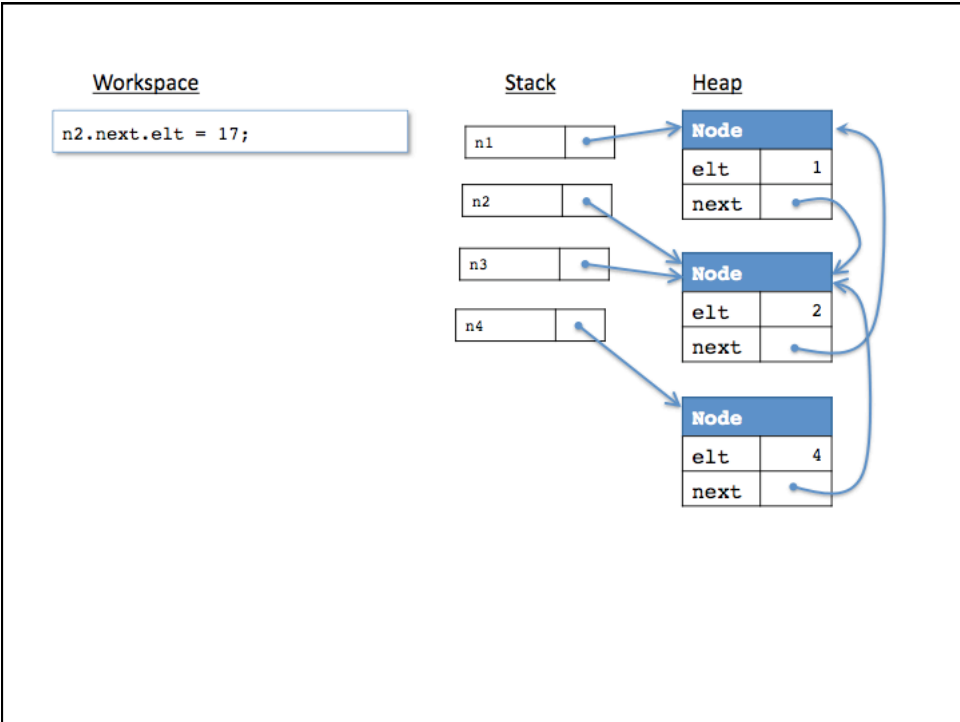 Workspace
Stack
Heap
n2.next.elt = 17;
n1
n2
n3
n4
Node
elt 1
next
Node
elt 2
next
Node
elt 4
next